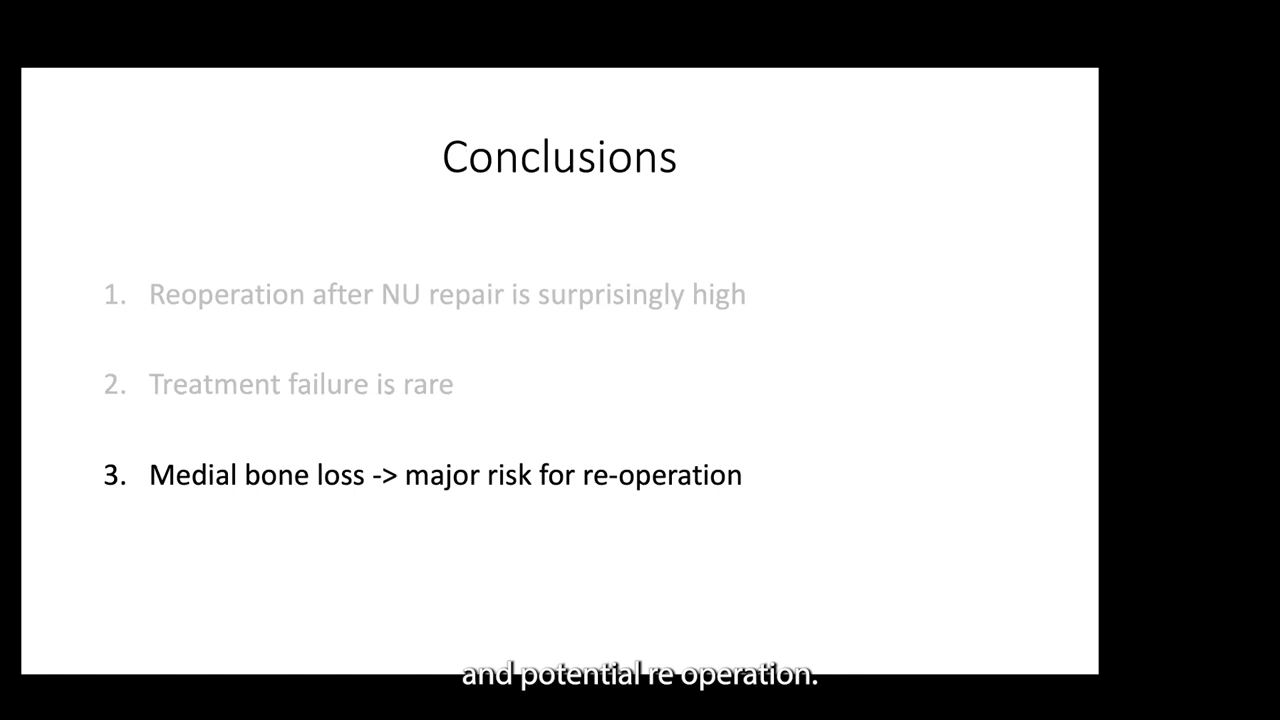 Conclusions
1. Reoperation after NU repair is surprisingly high
2. Treatment failure is rare
3. Medial bone loss -> major risk for re-operation
and potential re operation.